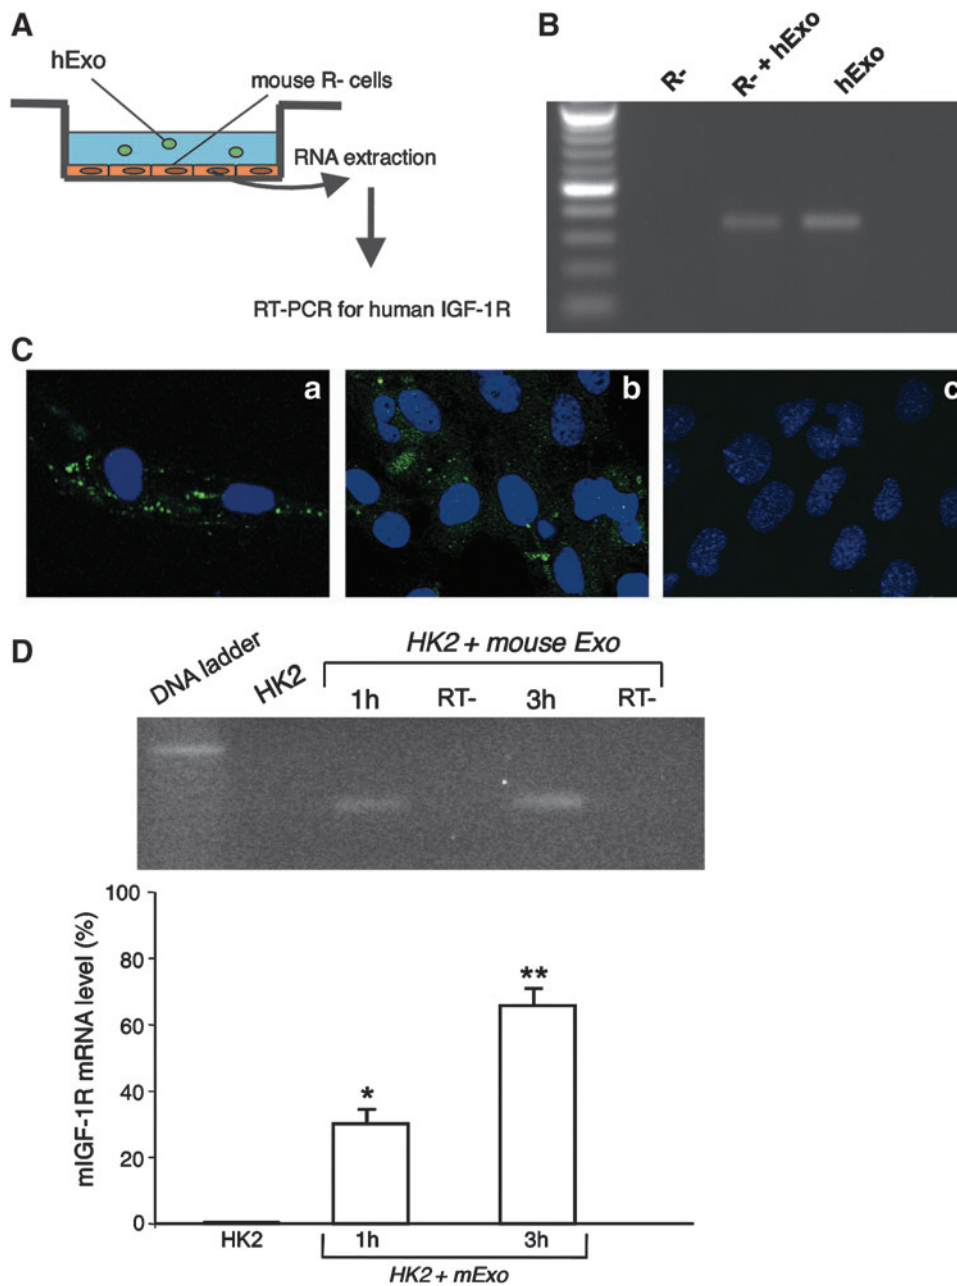 A
hExo
mouse R- cells
RNA extraction
RT-PCR for human IGF-1R
B
R-
R- + hExo
hExo
C
a
b
c
D
HK2 + mouse Exo
DNA ladder
HK2
1h
RT-
3h
RT-
mIGF-1R mRNA level (%)
100
80
60
40
20
0
*
**
HK2
1h
3h
HK2 + mExo